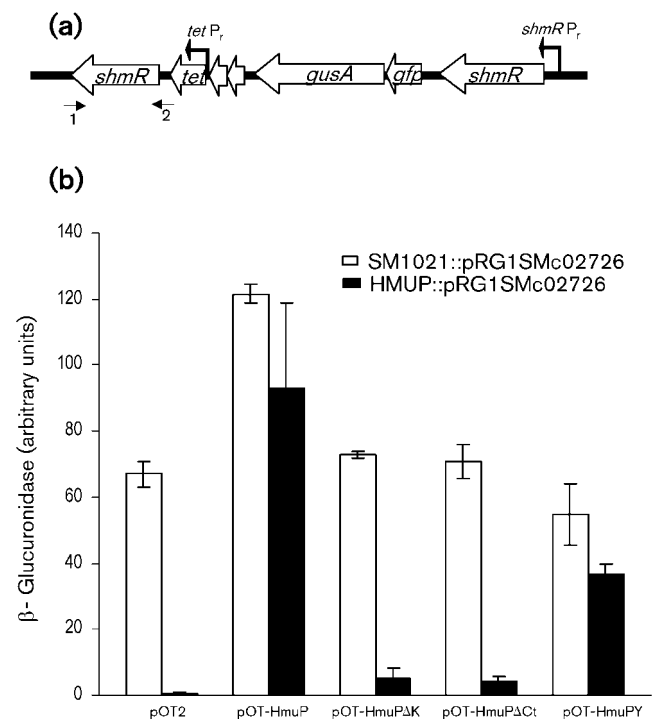 (a)
tet Pr
shmR Pr
shmR
tet
gusA
gfp
shmR
1
2
(b)
140
120
100
80
60
40
20
0
β- Glucuronidase (arbitrary units)
SM1021::pRG1SMc02726
HMUP::pRG1SMc02726
pOT2
pOT-HmuP
pOT-HmuPΔK
pOT-HmuPΔCt
pOT-HmuPY